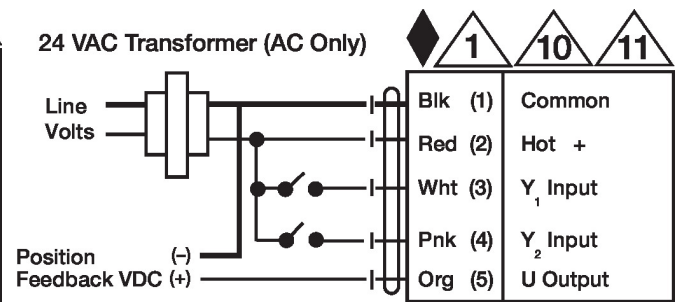 24 VAC Transformer (AC Only)
1
10
11
Line
Volts
Blk (1) Common
Red (2) Hot +
Wht (3) Y1 Input
Pnk (4) Y2 Input
Position (-)
Feedback VDC (+)
Org (5) U Output